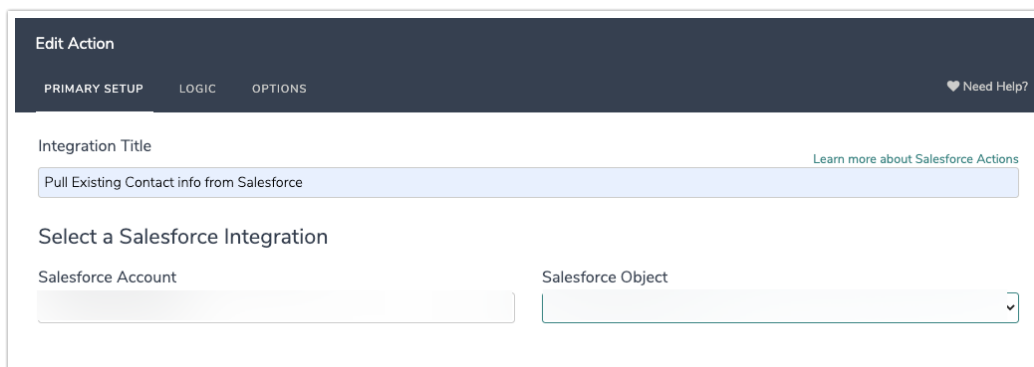 Edit Action
PRIMARY SETUP LOGIC OPTIONS Need Help?
Integration Title
Learn more about Salesforce Actions
Pull Existing Contact info from Salesforce
Select a Salesforce Integration
Salesforce Account Salesforce Object